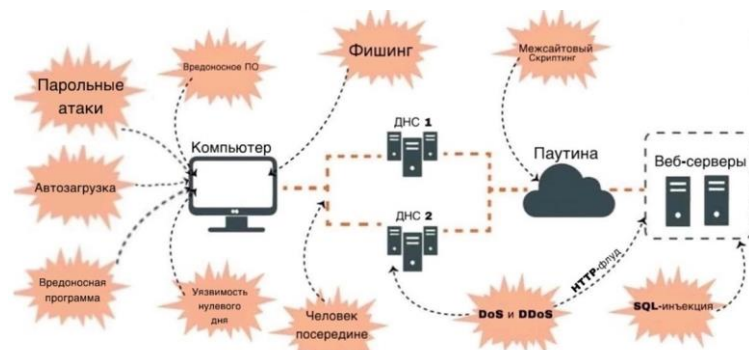 Парольные
атаки
Вредоносное ПО
Фишинг
Межсайтовый
Скриптинг
Компьютер
ДНС 1
Паутина
Веб-серверы
Автозагрузка
ДНС 2
Вредоносная
программа
Уязвимость
нулевого
дня
Человек
посередине
HTTP-флуд
DoS и DDoS
SQL-инъекция